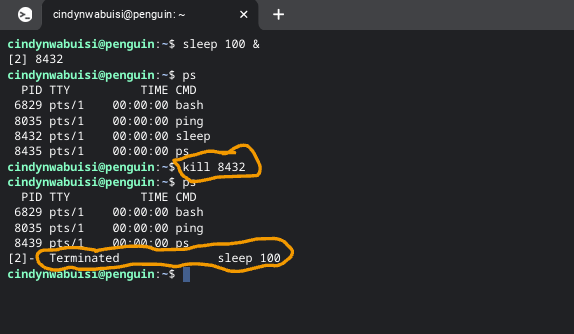 cindynwabuisi@penguin: ~
cindynwabuisi@penguin:~$ sleep 100 &
[2] 8432
cindynwabuisi@penguin:~$ ps
PID TTY TIME CMD
6829 pts/1 00:00:00 bash
8035 pts/1 00:00:00 ping
8432 pts/1 00:00:00 sleep
8435 pts/1 00:00:00 ps
cindynwabuisi@penguin:~$ kill 8432
cindynwabuisi@penguin:~$ ps
PID TTY TIME CMD
6829 pts/1 00:00:00 bash
8035 pts/1 00:00:00 ping
8439 pts/1 00:00:00 ps
[2]- Terminated sleep 100
cindynwabuisi@penguin:~$